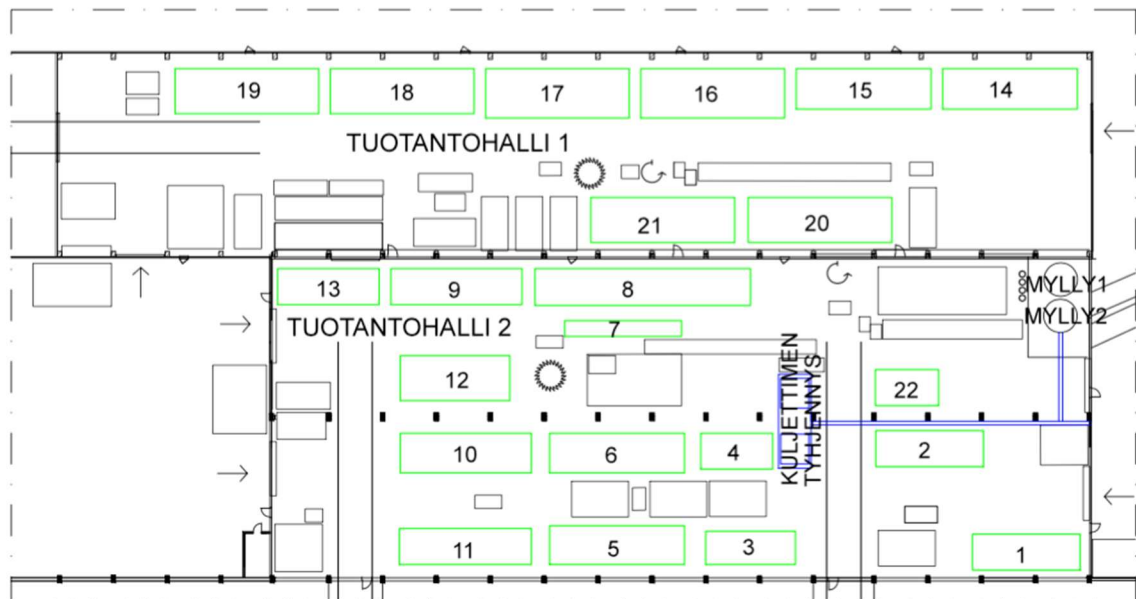 19 18 17 16 15 14
TUOTANTOHALLI 1
21 20
13 9 8
MYLLY1
TUOTANTOHALLI 2
7
MYLLY2
12
22
KULJETTIMEN
TYHJENNYS
10 6 4 2
11 5 3 1